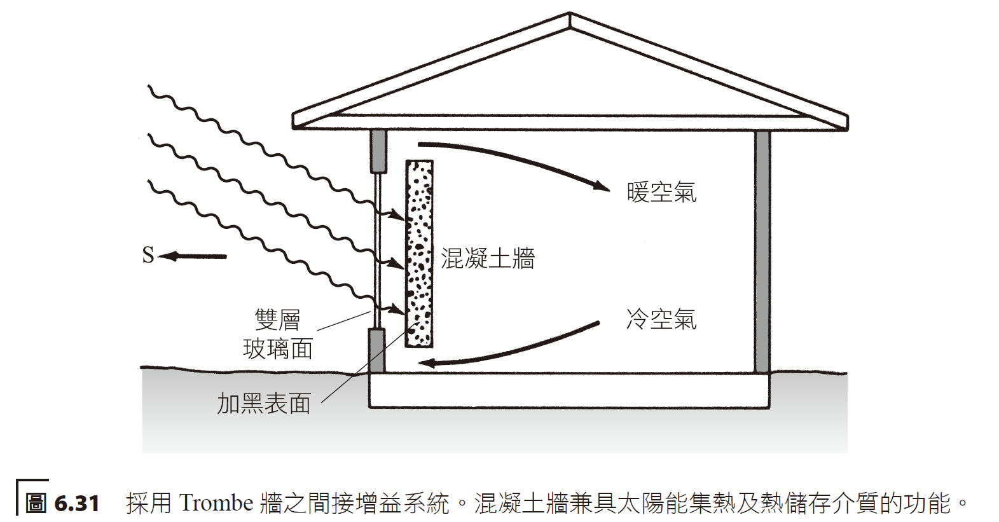 暖空氣
S
混凝土牆
雙層
玻璃面
冷空氣
加黑表面
圖 6.31 採用 Trombe 牆之間接增益系統。混凝土牆兼具太陽能集熱及熱儲存介質的功能。